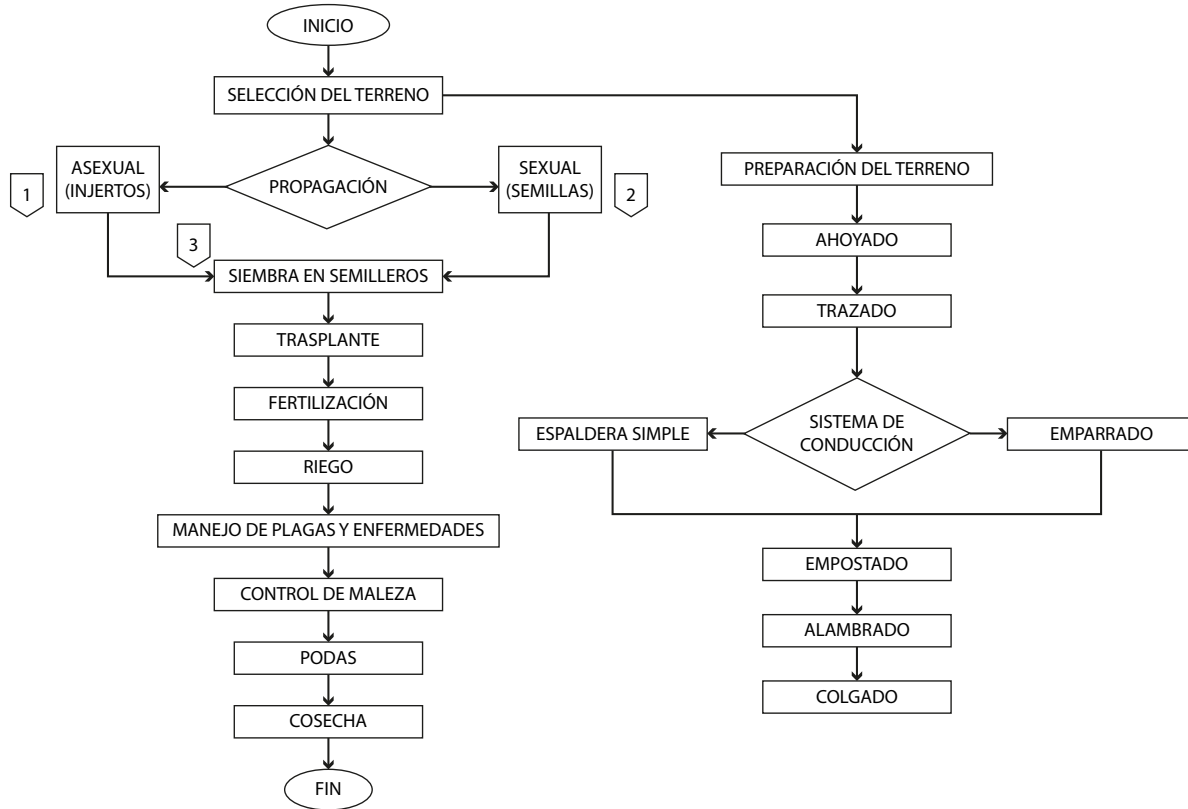 INICIO
SELECCIÓN DEL TERRENO
ASEXUAL
(INJERTOS)
PROPAGACIÓN
SEXUAL
(SEMILLAS)
1
2
3
SIEMBRA EN SEMILLEROS
TRASPLANTE
FERTILIZACIÓN
RIEGO
MANEJO DE PLAGAS Y ENFERMEDADES
CONTROL DE MALEZA
PODAS
COSECHA
FIN
PREPARACIÓN DEL TERRENO
AHOYADO
TRAZADO
ESPALDERA SIMPLE
SISTEMA DE
CONDUCCIÓN
EMPARRADO
EMPOSTADO
ALAMBRADO
COLGADO